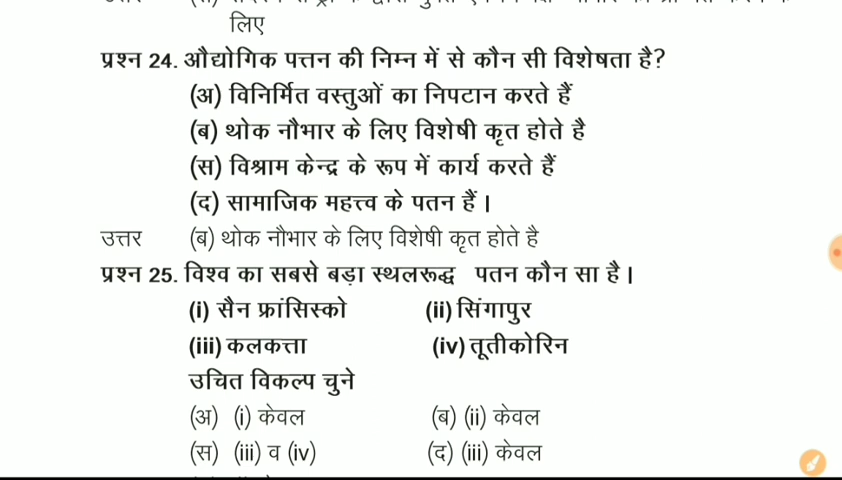 लिए
प्रश्न 24. औद्योगिक पत्तन की निम्न में से कौन सी विशेषता है?
(अ) विनिर्मित वस्तुओं का निपटान करते हैं
(ब) थोक नौभार के लिए विशेषी कृत होते है
(स) विश्राम केन्द्र के रूप में कार्य करते हैं
(द) सामाजिक महत्त्व के पतन हैं।
उत्तर (ब) थोक नौभार के लिए विशेषी कृत होते है
प्रश्न 25. विश्व का सबसे बड़ा स्थलरूद्ध पतन कौन सा है।
(i) सैन फ्रांसिस्को (ii) सिंगापुर
(iii) कलकत्ता (iv) तूतीकोरिन
उचित विकल्प चुने
(अ) (i) केवल (ब) (ii) केवल
(स) (iii) व (iv) (द) (iii) केवल